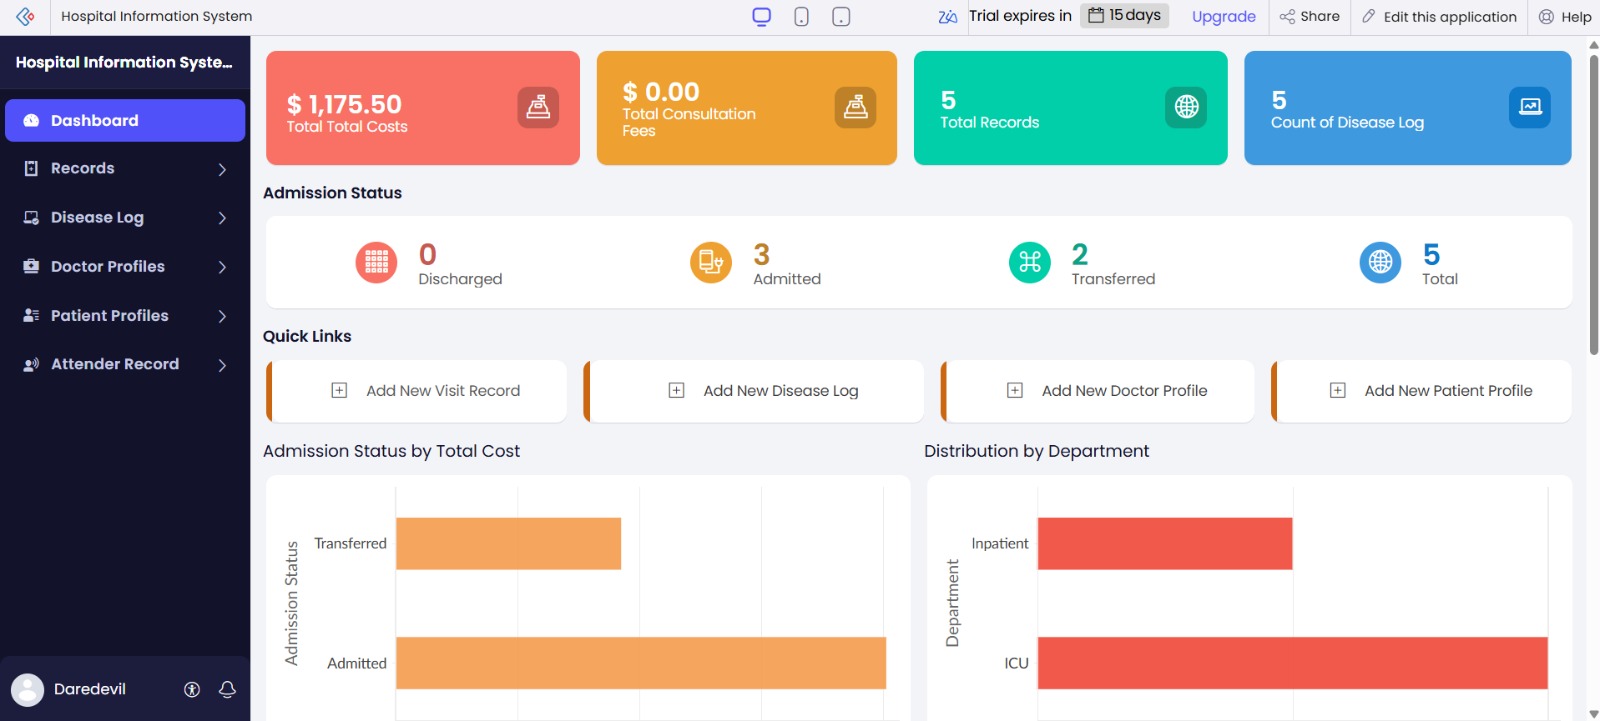 Hospital Information System
Trial expires in 15 days Upgrade Share Edit this application Help
Hospital Information Syste...
Dashboard
Records
Disease Log
Doctor Profiles
Patient Profiles
Attender Record
Daredevil
$ 1,175.50
Total Total Costs
$ 0.00
Total Consultation
Fees
5
Total Records
5
Count of Disease Log
Admission Status
0
Discharged
3
Admitted
2
Transferred
5
Total
Quick Links
Add New Visit Record
Add New Disease Log
Add New Doctor Profile
Add New Patient Profile
Admission Status by Total Cost
Admission Status
Transferred
Admitted
Distribution by Department
Department
Inpatient
ICU